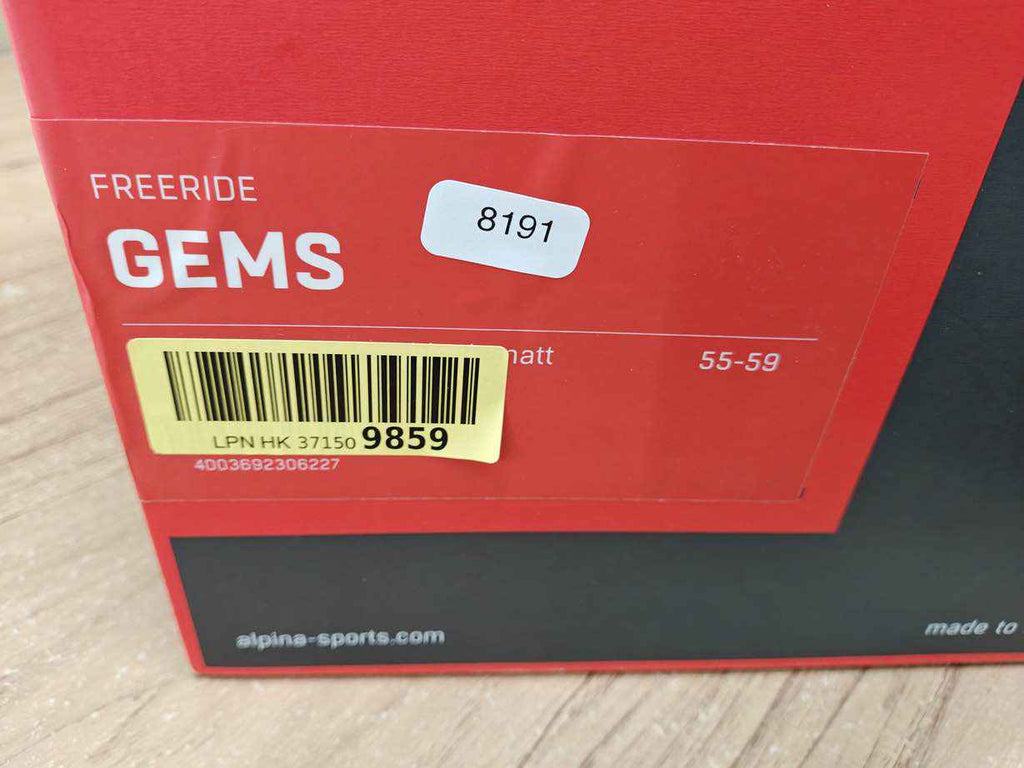 FREERIDE
GEMS
8191
matt 55-59
LPN HK 37150 9859
4003692306227
alpina-sports.com
made to